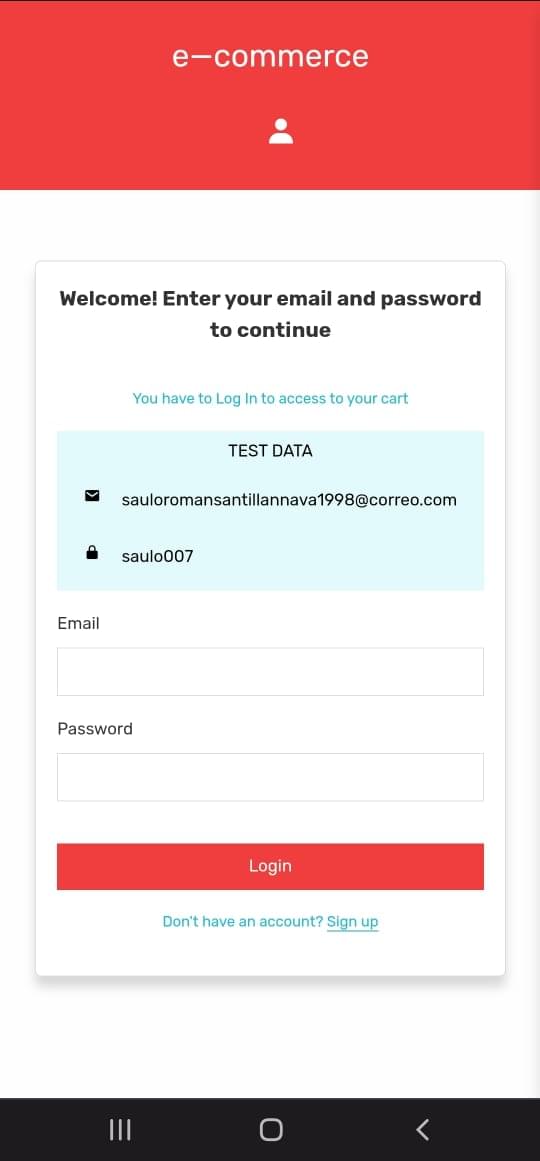 e—commerce
Welcome! Enter your email and password
to continue
You have to Log In to access to your cart
TEST DATA
sauloromansantillannava1998@correo.com
saulo007
Email
Password
Login
Don't have an account? Sign up